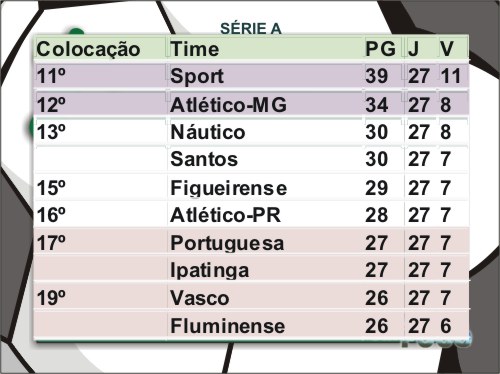 SÉRIE A
Colocação Time PG J V
11º Sport 39 27 11
12º Atlético-MG 34 27 8
13º Náutico 30 27 8
Santos 30 27 7
15º Figueirense 29 27 7
16º Atlético-PR 28 27 7
17º Portuguesa 27 27 7
Ipatinga 27 27 7
19º Vasco 26 27 7
Fluminense 26 27 6